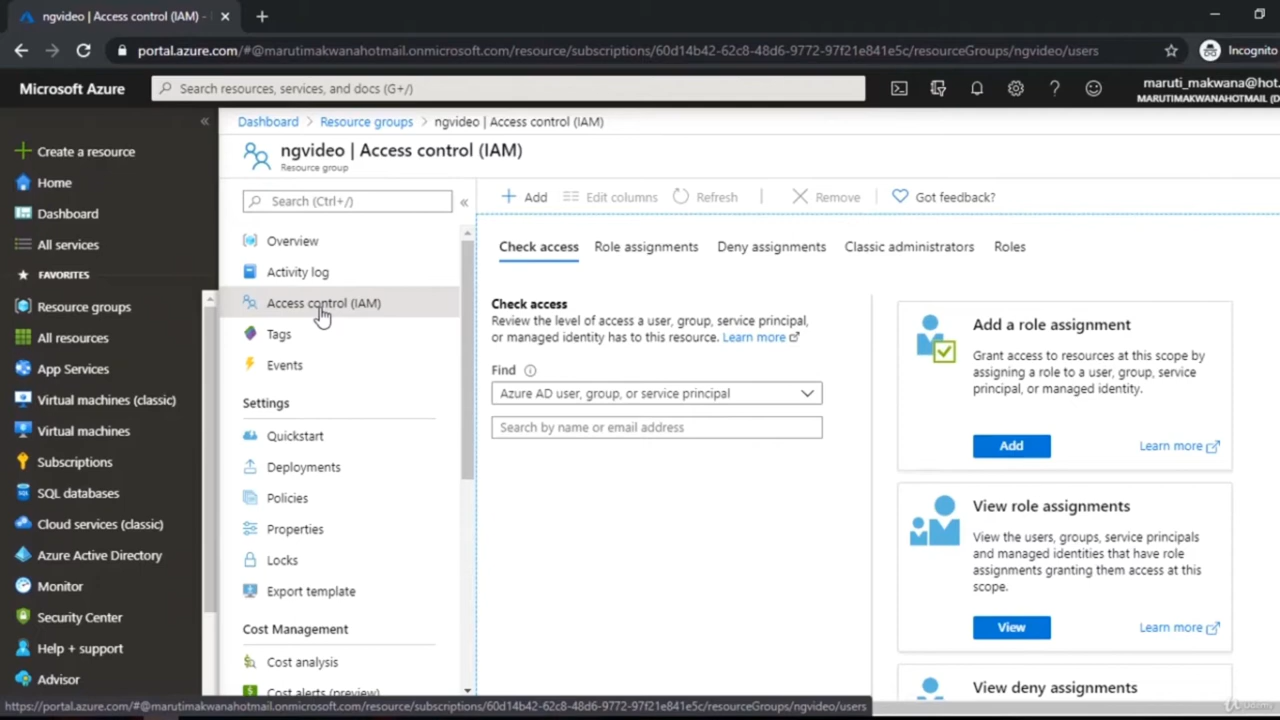 ngvideo | Access control (IAM) -
portal.azure.com/#@marutimakwanahotmail.onmicrosoft.com/resource/subscriptions/60d14b42-62c8-48d6-9772-97f21e841e5c/resourceGroups/ngvideo/users
Incognito
Microsoft Azure
Search resources, services, and docs (G+/)
maruti_makwana@hot.
MARUTIMAKWANAHOTMAIL (D
Create a resource
Home
Dashboard
All services
FAVORITES
Resource groups
All resources
App Services
Virtual machines (classic)
Virtual machines
Subscriptions
SQL databases
Cloud services (classic)
Azure Active Directory
Monitor
Security Center
Help + support
Advisor
Dashboard > Resource groups > ngvideo | Access control (IAM)
ngvideo | Access control (IAM)
Resource group
Search (Ctrl+/)
Overview
Activity log
Access control (IAM)
Tags
Events
Settings
Quickstart
Deployments
Policies
Properties
Locks
Export template
Cost Management
Cost analysis
Cost alerts (preview)
Add Edit columns Refresh | Remove Got feedback?
Check access Role assignments Deny assignments Classic administrators Roles
Check access
Review the level of access a user, group, service principal,
or managed identity has to this resource. Learn more
Find
Azure AD user, group, or service principal
Search by name or email address
Add a role assignment
Grant access to resources at this scope by
assigning a role to a user, group, service
principal, or managed identity.
Add Learn more
View role assignments
View the users, groups, service principals
and managed identities that have role
assignments granting them access at this
scope.
View Learn more
View deny assignments
https://portal.azure.com/#@marutimakwanahotmail.onmicrosoft.com/resource/subscriptions/60d14b42-62c8-48d6-9772-97f21e841e5c/resourceGroups/ngvideo/users
Udemy